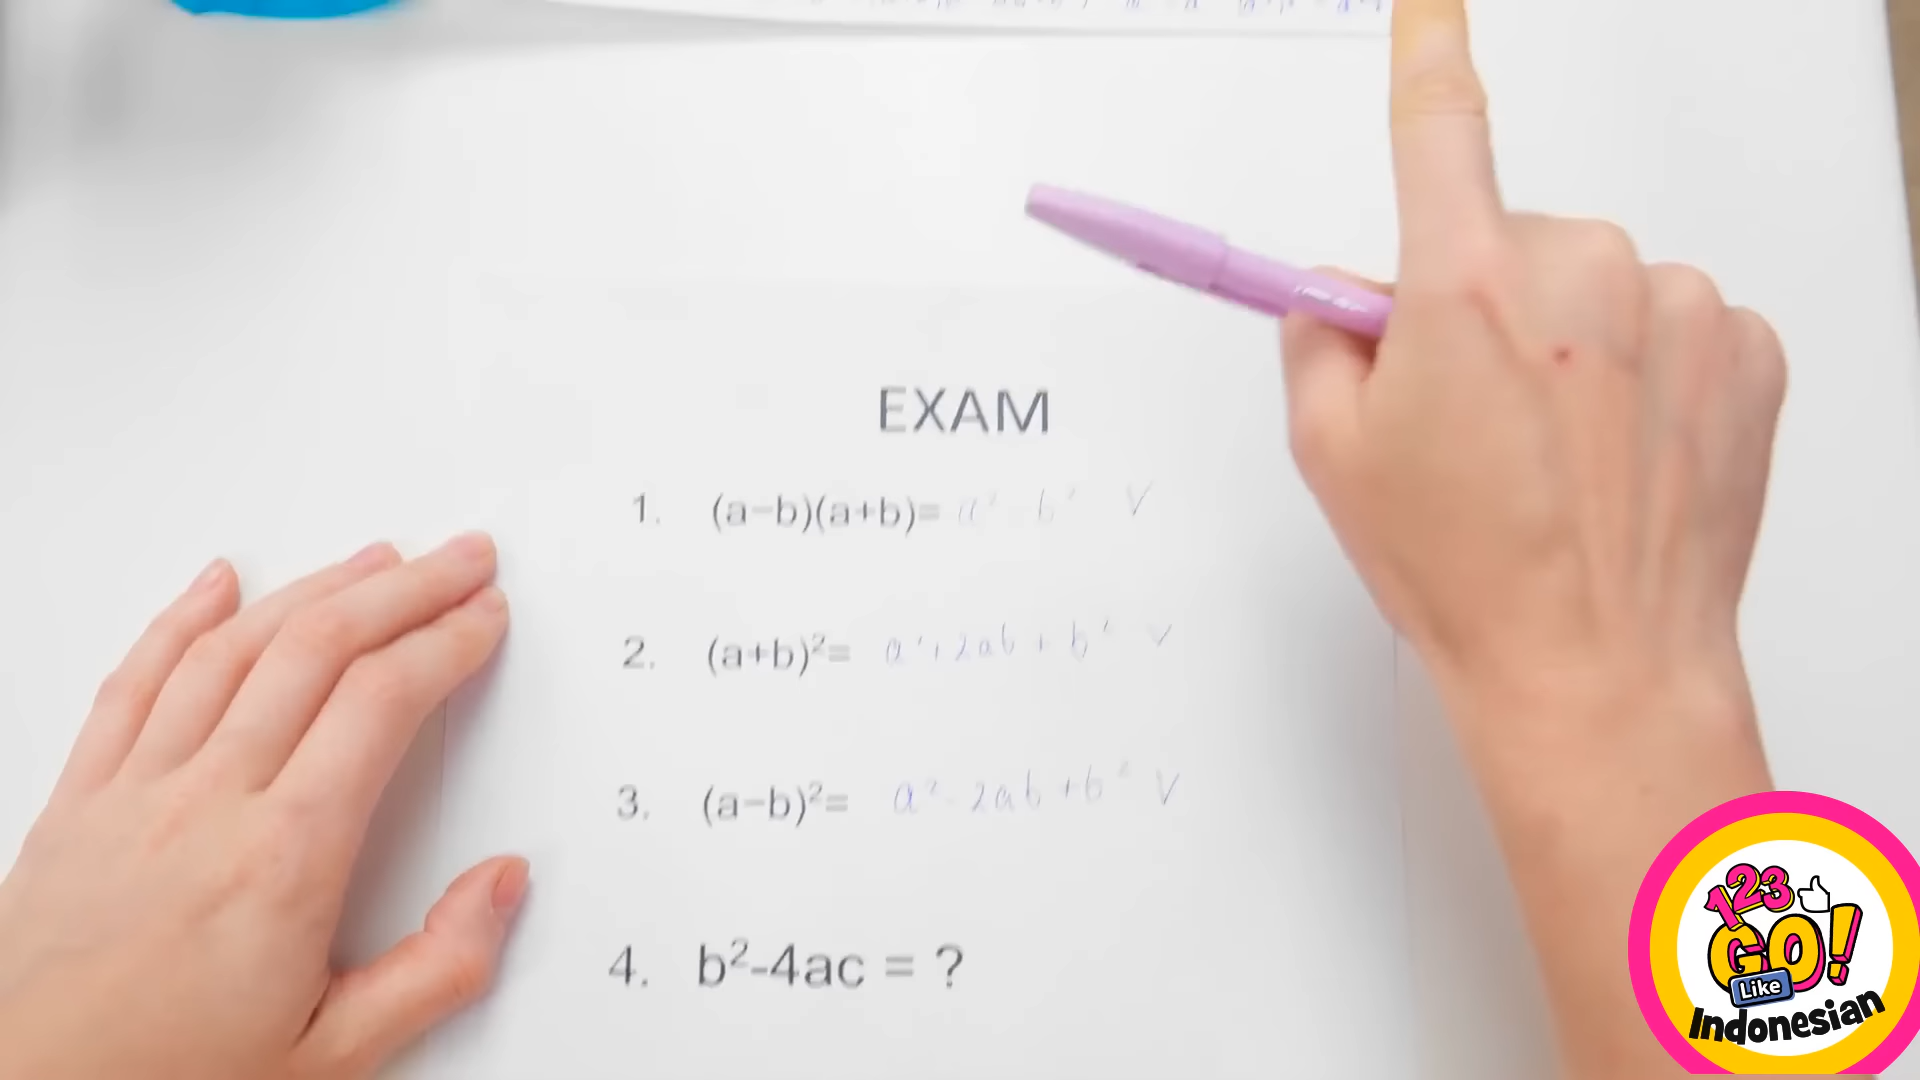 EXAM
1. (a-b)(a+b)= a² - b² V
2. (a+b)²= a²+2ab+b² V
3. (a-b)²= a²-2ab+b² V
4. b²-4ac = ?
123
GO!
Like
Indonesian